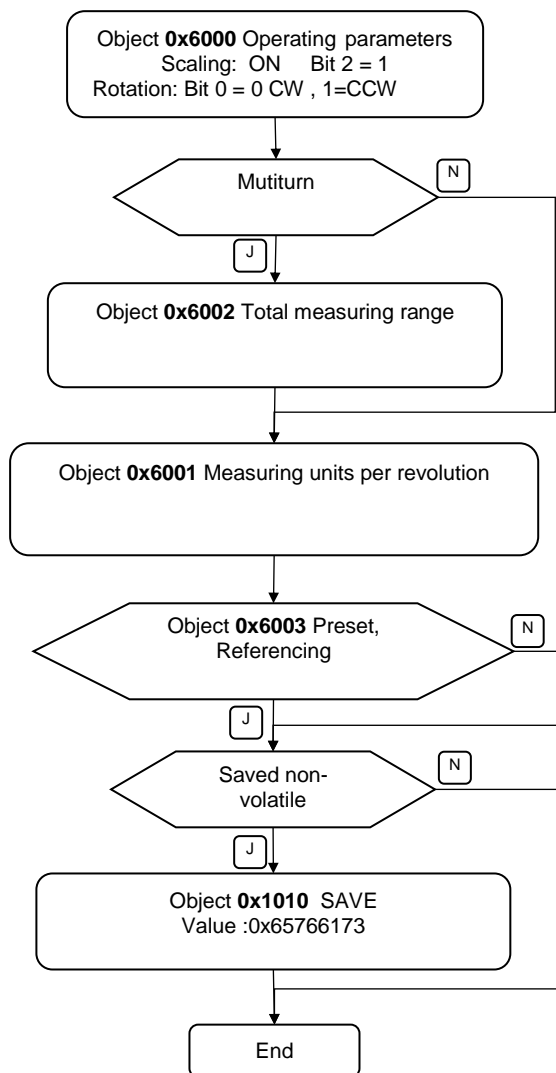 Object 0x6000 Operating parameters
Scaling: ON Bit 2 = 1
Rotation: Bit 0 = 0 CW , 1=CCW
Mutiturn
N
J
Object 0x6002 Total measuring range
Object 0x6001 Measuring units per revolution
Object 0x6003 Preset,
Referencing
N
J
Saved non-
volatile
N
J
Object 0x1010 SAVE
Value :0x65766173
End